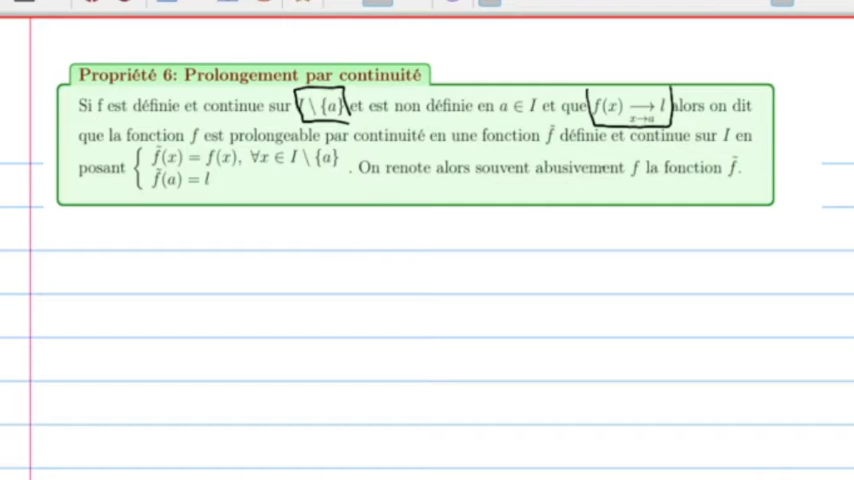 Propriété 6: Prolongement par continuité
Si f est définie et continue sur I \ {a} et est non définie en a ∈ I et que f(x) ⟶ l alors on dit
x→a
que la fonction f est prolongeable par continuité en une fonction f̃ définie et continue sur I en
posant { f̃(x) = f(x), ∀x ∈ I \ {a}
f̃(a) = l . On renote alors souvent abusivement f la fonction f̃.